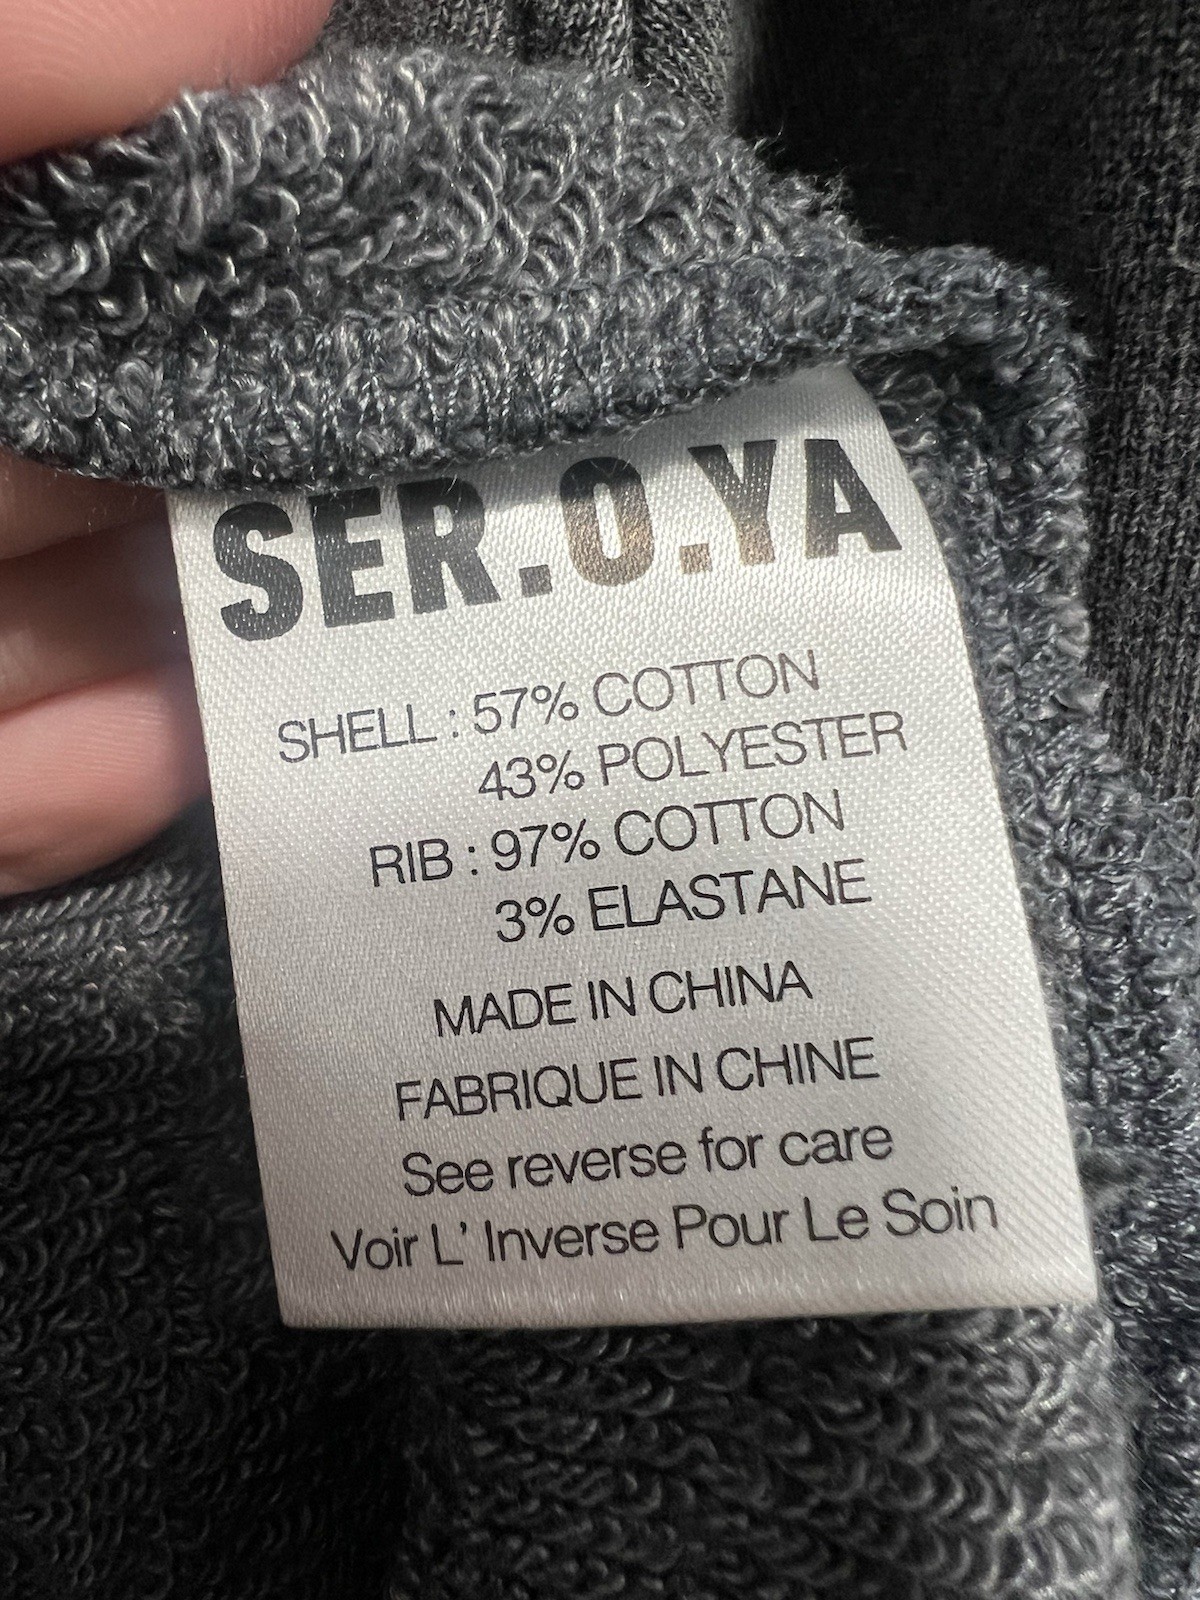 SER.O.YA
SHELL : 57% COTTON
43% POLYESTER
RIB : 97% COTTON
3% ELASTANE
MADE IN CHINA
FABRIQUE IN CHINE
See reverse for care
Voir L' Inverse Pour Le Soin